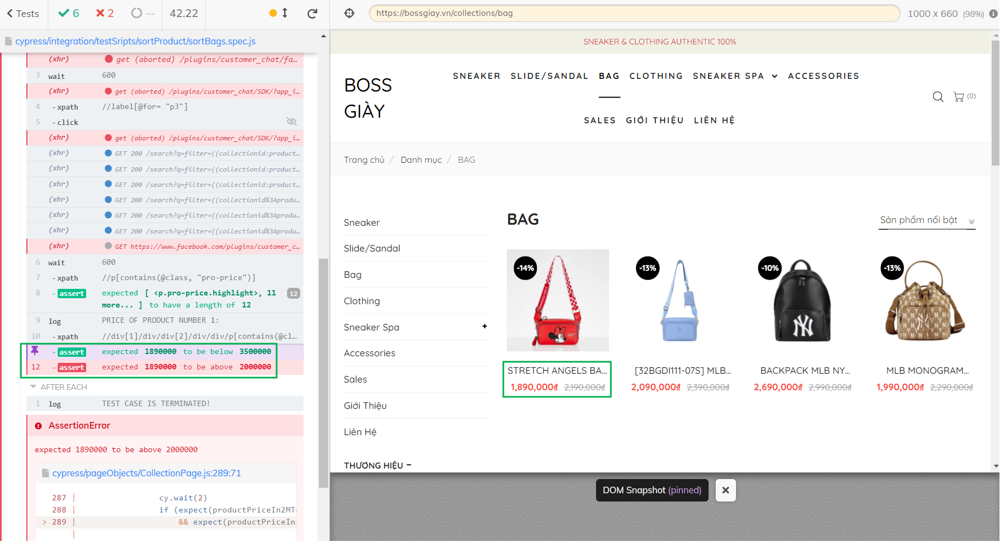 Tests 6 2 -- 42.22
https://bossgiay.vn/collections/bag 1000 x 660 (98%)
cypress/integration/testSripts/sortProduct/sortBags.spec.js
(xhr) get (aborted) /plugins/customer_chat/fa…
3 wait 600
(xhr) get (aborted) /plugins/customer_chat/SDK/?app_i…
4 -xpath //label[@for= "p3"]
5 -click
(xhr) get (aborted) /plugins/customer_chat/SDK/?app_i…
(xhr) GET 200 /search?q=filter=((collectionid:product…
(xhr) GET 200 /search?q=filter=((collectionid:product…
(xhr) GET 200 /search?q=filter=((collectionid:product…
(xhr) GET 200 /search?q=filter=((collectionid%3Aprodu…
(xhr) GET 200 /search?q=filter=((collectionid%3Aprodu…
(xhr) GET 200 /search?q=filter=((collectionid%3Aprodu…
(xhr) GET https://www.facebook.com/plugins/customer_c…
6 wait 600
7 -xpath //p[contains(@class, "pro-price")]
8 -assert expected [ <p.pro-price.highlight>, 11 12
more... ] to have a length of 12
9 log PRICE OF PRODUCT NUMBER 1:
10 -xpath //div[1]/div/div[2]/div/div/p[contains(@cl…
-assert expected 1890000 to be below 3500000
12 -assert expected 1890000 to be above 2000000
AFTER EACH
1 log TEST CASE IS TERMINATED!
AssertionError
expected 1890000 to be above 2000000
cypress/pageObjects/CollectionPage.js:289:71
287 | cy.wait(2)
288 | if (expect(productPriceIn2MTo
> 289 | && expect(productPriceIn
|
SNEAKER & CLOTHING AUTHENTIC 100%
BOSS
GIÀY
SNEAKER SLIDE/SANDAL BAG CLOTHING SNEAKER SPA ACCESSORIES
SALES GIỚI THIỆU LIÊN HỆ
(0)
Trang chủ / Danh mục / BAG
Sneaker
Slide/Sandal
Bag
Clothing
Sneaker Spa +
Accessories
Sales
Giới Thiệu
Liên Hệ
THƯƠNG HIỆU –
BAG
Sản phẩm nổi bật
-14% -13% -10% -13%
STRETCH ANGELS BA... [32BGDI111-07S] MLB... BACKPACK MLB NY... MLB MONOGRAM...
1,890,000₫ 2,190,000₫ 2,090,000₫ 2,390,000₫ 2,690,000₫ 2,990,000₫ 1,990,000₫ 2,290,000₫
DOM Snapshot (pinned)